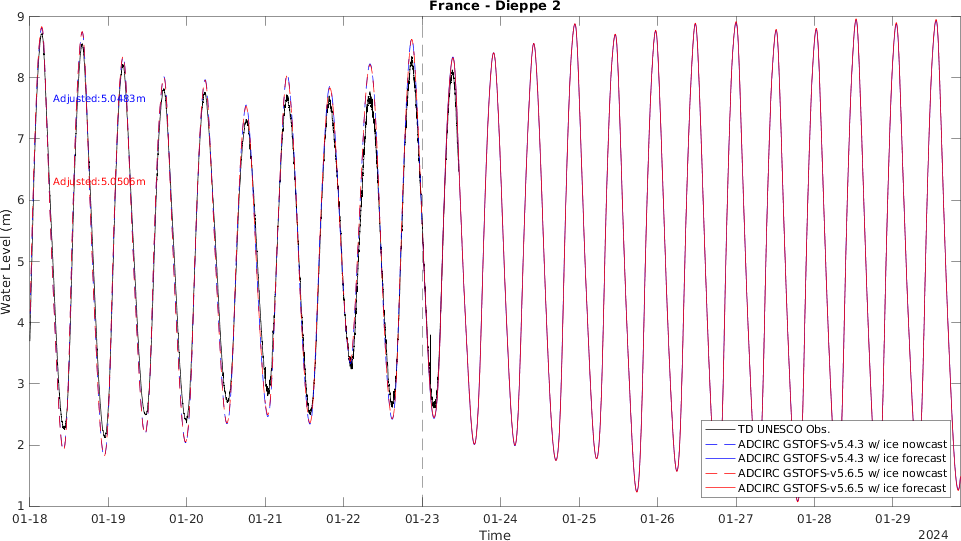 France - Dieppe 2
9
8
7
6
5
4
3
2
1
Water Level (m)
Adjusted:5.0483m
Adjusted:5.0506m
TD UNESCO Obs.
ADCIRC GSTOFS-v5.4.3 w/ ice nowcast
ADCIRC GSTOFS-v5.4.3 w/ ice forecast
ADCIRC GSTOFS-v5.6.5 w/ ice nowcast
ADCIRC GSTOFS-v5.6.5 w/ ice forecast
01-18 01-19 01-20 01-21 01-22 01-23 01-24 01-25 01-26 01-27 01-28 01-29
Time
2024